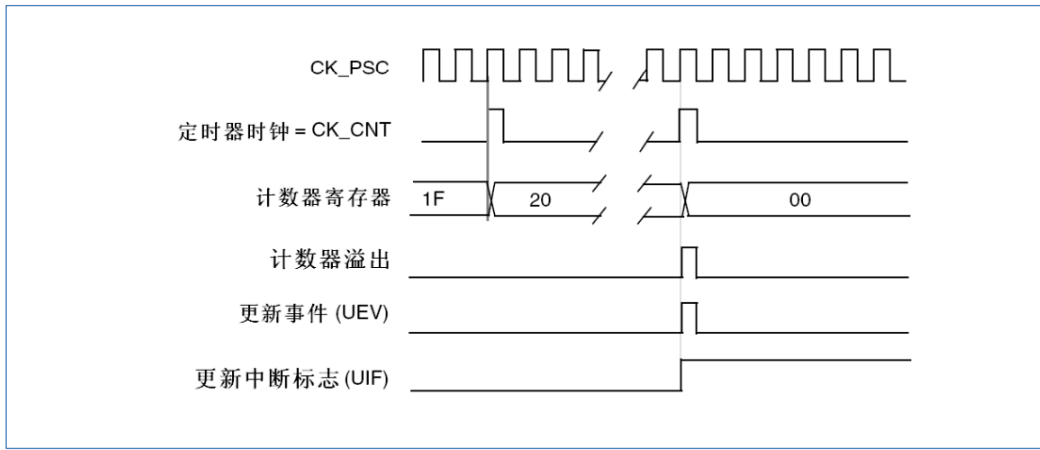 CK_PSC
定时器时钟 = CK_CNT
计数器寄存器 1F 20 00
计数器溢出
更新事件 (UEV)
更新中断标志 (UIF)